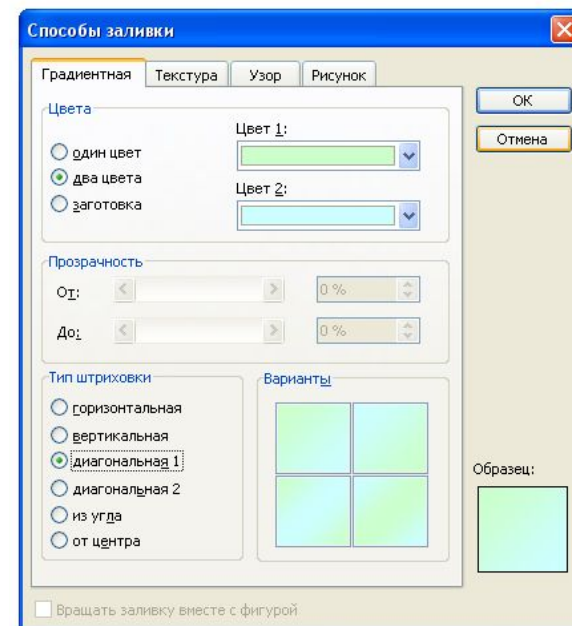 Способы заливки
Градиентная Текстура Узор Рисунок
Цвета
один цвет
два цвета
заготовка
Цвет 1:
Цвет 2:
ОК
Отмена
Прозрачность
От: 0 %
До: 0 %
Тип штриховки
горизонтальная
вертикальная
диагональная 1
диагональная 2
из угла
от центра
Варианты
Образец:
Вращать заливку вместе с фигурой